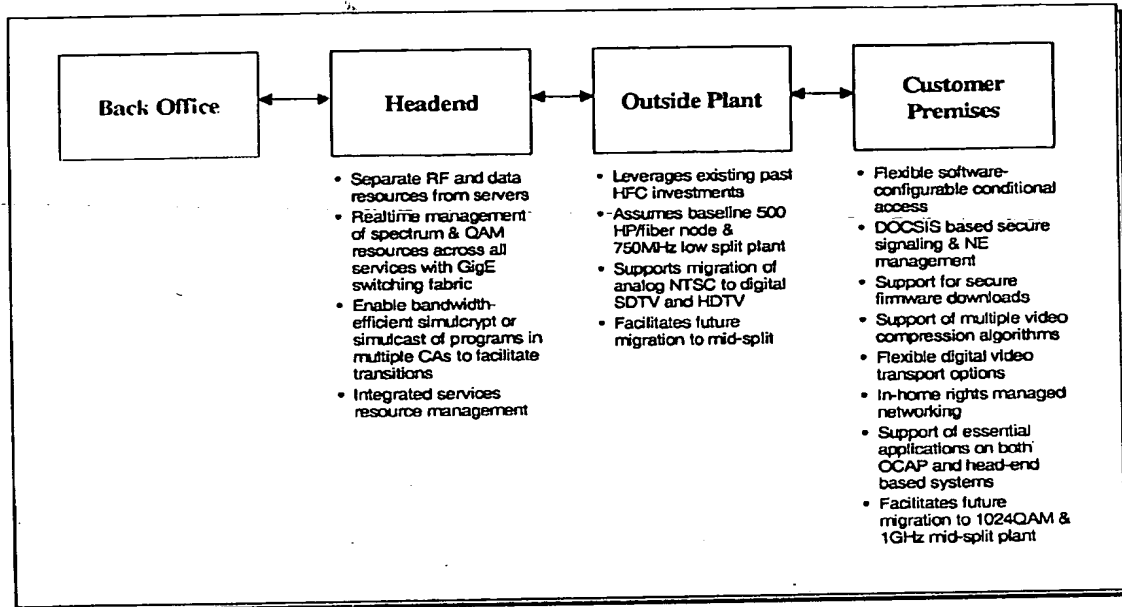 Back Office
Headend
Outside Plant
Customer
Premises
• Separate RF and data
resources from servers
• Realtime management
of spectrum & QAM
resources across all
services with GigE
switching fabric
• Enable bandwidth-
efficient simulcrypt or
simulcast of programs in
multiple CAs to facilitate
transitions
• Integrated services
resource management
• Leverages existing past
HFC investments
• Assumes baseline 500
HP/fiber node &
750MHz low split plant
• Supports migration of
analog NTSC to digital
SDTV and HDTV
• Facilitates future
migration to mid-split
• Flexible software-
configurable conditional
access
• DOCSIS based secure
signaling & NE
management
• Support for secure
firmware downloads
• Support of multiple video
compression algorithms
• Flexible digital video
transport options
• In-home rights managed
networking
• Support of essential
applications on both
OCAP and head-end
based systems
• Facilitates future
migration to 1024QAM &
1GHz mid-split plant